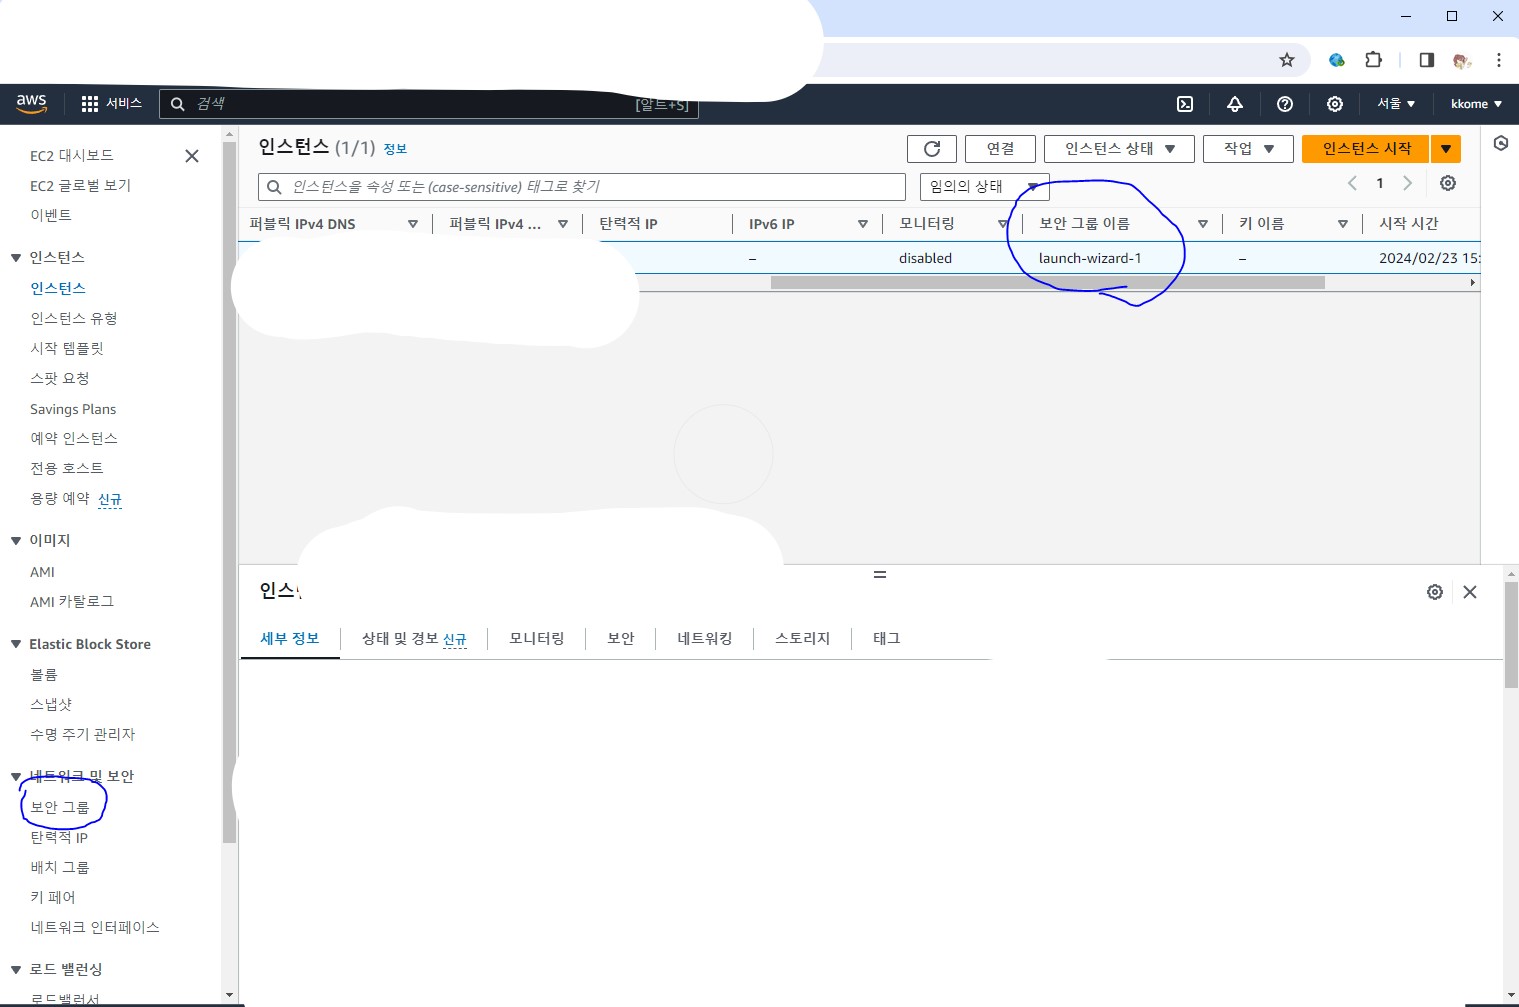 aws 서비스 검색 [알트+S] 서울 kkome
EC2 대시보드
EC2 글로벌 보기
이벤트
인스턴스
인스턴스
인스턴스 유형
시작 템플릿
스팟 요청
Savings Plans
예약 인스턴스
전용 호스트
용량 예약 신규
이미지
AMI
AMI 카탈로그
Elastic Block Store
볼륨
스냅샷
수명 주기 관리자
네트워크 및 보안
보안 그룹
탄력적 IP
배치 그룹
키 페어
네트워크 인터페이스
로드 밸런싱
로드밸런서
인스턴스 (1/1) 정보 연결 인스턴스 상태 작업 인스턴스 시작
인스턴스을 속성 또는 (case-sensitive) 태그로 찾기 임의의 상태 1
퍼블릭 IPv4 DNS 퍼블릭 IPv4 ... 탄력적 IP IPv6 IP 모니터링 보안 그룹 이름 키 이름 시작 시간
– disabled launch-wizard-1 – 2024/02/23 15:
인스
세부 정보 상태 및 경보 신규 모니터링 보안 네트워킹 스토리지 태그